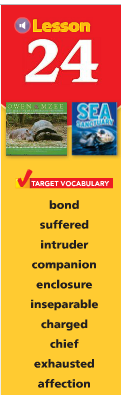 Lesson
24
OWEN & MZEE
SEA
SANCTUARY
TARGET VOCABULARY
bond
suffered
intruder
companion
enclosure
inseparable
charged
chief
exhausted
affection